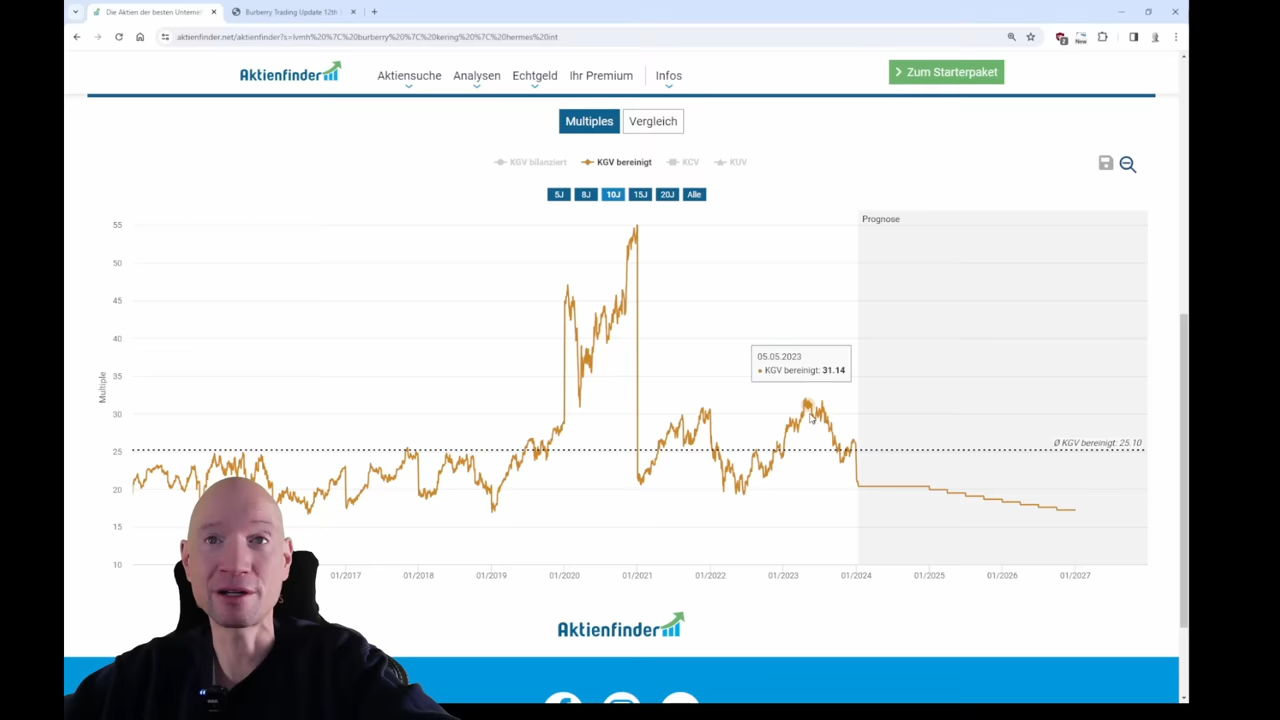 Die Aktien der besten Unterne
Burberry Trading Update 12th
aktienfinder.net/aktienfinder?s=lvmh%20%7C%20burberry%20%7C%20kering%20%7C%20hermes%20int
New
Aktienfinder
Aktiensuche Analysen Echtgeld Ihr Premium Infos
Zum Starterpaket
Multiples Vergleich
KGV bilanziert KGV bereinigt KCV KUV
5J 8J 10J 15J 20J Alle
Prognose
55
50
45
40
35
30
25
20
15
10
Multiple
05.05.2023
KGV bereinigt: 31.14
Ø KGV bereinigt: 25.10
01/2017 01/2018 01/2019 01/2020 01/2021 01/2022 01/2023 01/2024 01/2025 01/2026 01/2027
Aktienfinder